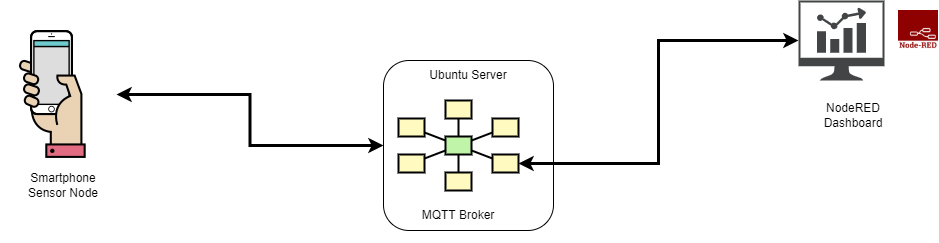 Node-RED
Ubuntu Server
NodeRED
Dashboard
Smartphone
Sensor Node
MQTT Broker